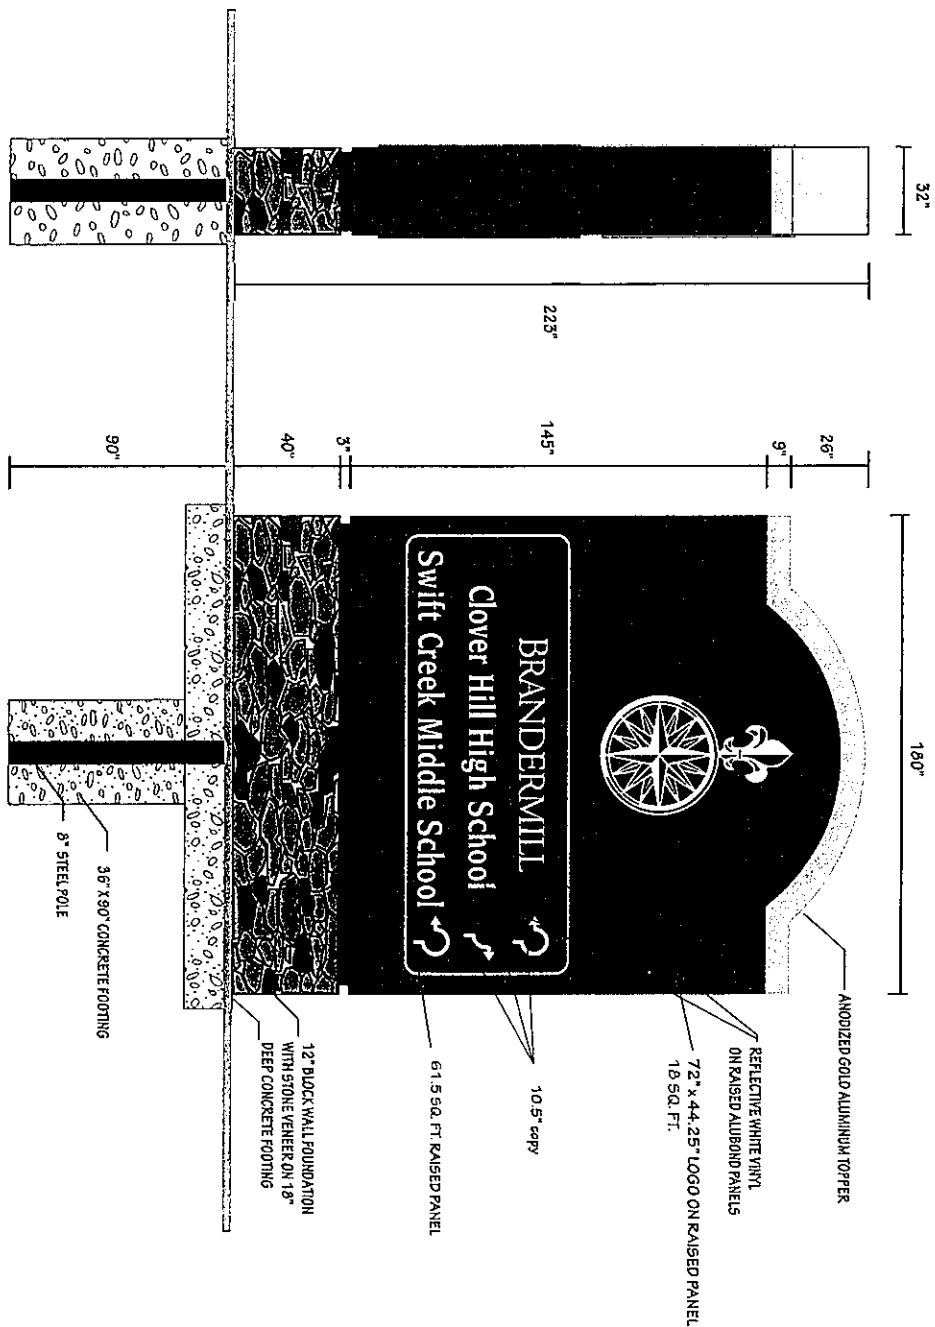 32"
223"
26"
9"
145"
3"
40"
90"
180"
BRANDERMILL
Clover Hill High School
Swift Creek Middle School
ANODIZED GOLD ALUMINUM TOPPER
REFLECTIVE WHITE VINYL
ON RAISED ALUBOND PANELS
72" x 44.25" LOGO ON RAISED PANEL
18 SQ. FT.
10.5" copy
61.5 SQ. FT. RAISED PANEL
12" BLOCK WALL FOUNDATION
WITH STONE VENEER ON 18"
DEEP CONCRETE FOOTING
36" X 90" CONCRETE FOOTING
8" STEEL POLE